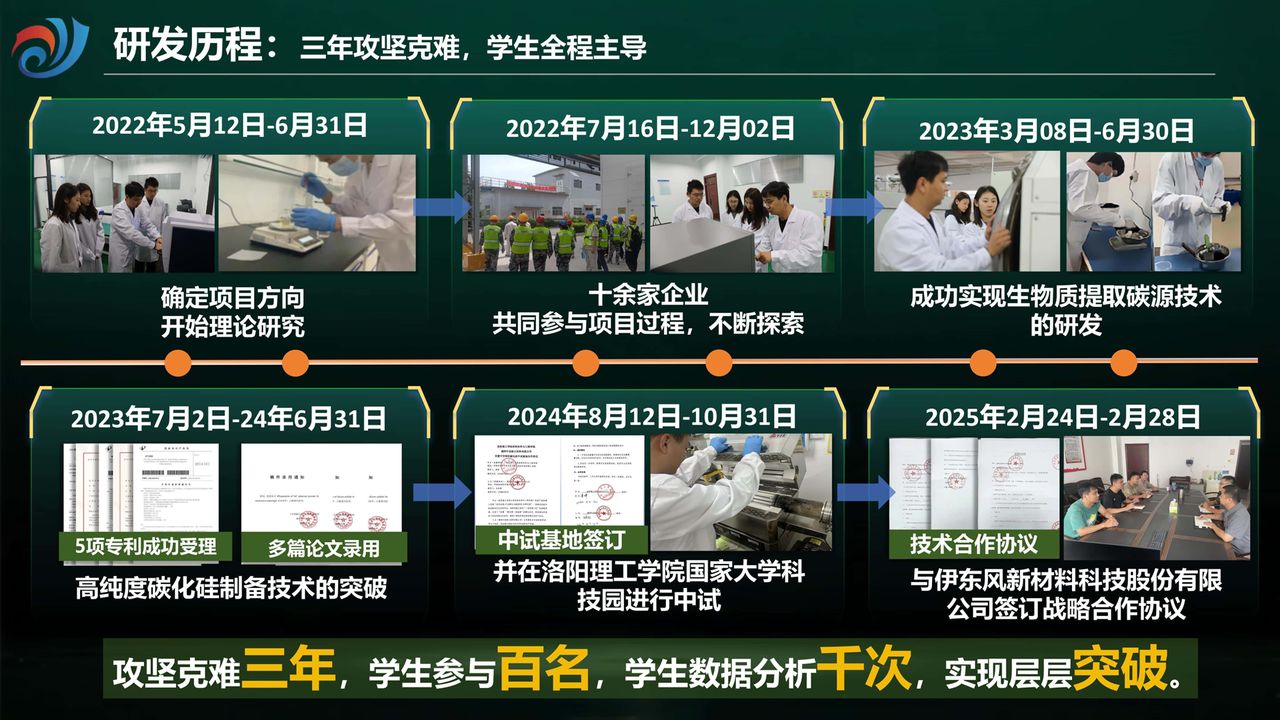 研发历程：三年攻坚克难，学生全程主导
2022年5月12日-6月31日
确定项目方向
开始理论研究
2022年7月16日-12月02日
十余家企业
共同参与项目过程，不断探索
2023年3月08日-6月30日
成功实现生物质提取碳源技术
的研发
2023年7月2日-24年6月31日
5项专利成功受理
多篇论文录用
高纯度碳化硅制备技术的突破
2024年8月12日-10月31日
中试基地签订
并在洛阳理工学院国家大学科
技园进行中试
2025年2月24日-2月28日
技术合作协议
与伊东风新材料科技股份有限
公司签订战略合作协议
攻坚克难三年，学生参与百名，学生数据分析千次，实现层层突破。